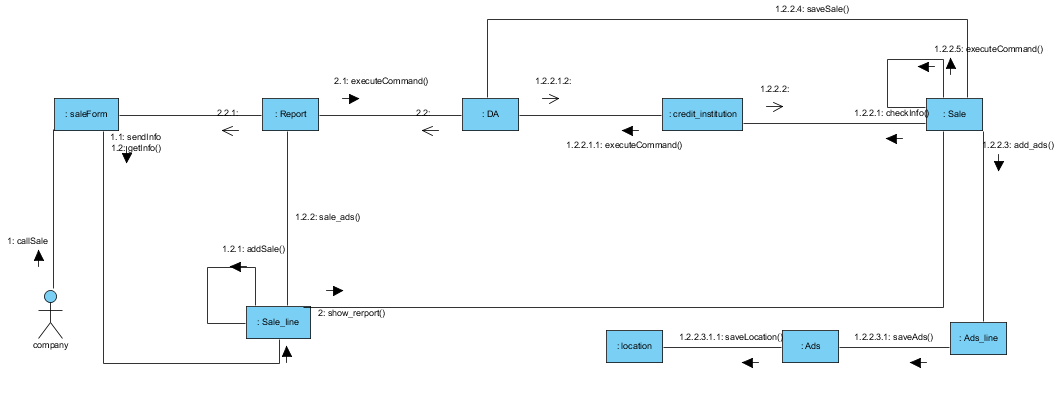 1.2.2.4: saveSale()
1.2.2.5: executeCommand()
2.1: executeCommand()
1.2.2.1.2:
1.2.2.2:
: saleForm
2.2.1:
: Report
2.2:
: DA
: credit_institution
1.2.2.1: checkInfo()
: Sale
1.1: sendInfo
1.2: getInfo()
1.2.2.1.1: executeCommand()
1.2.2.3: add_ads()
1.2.2: sale_ads()
1: callSale
1.2.1: addSale()
2: show_rerport()
: Sale_line
company
: location
1.2.2.3.1.1: saveLocation()
: Ads
1.2.2.3.1: saveAds()
: Ads_line